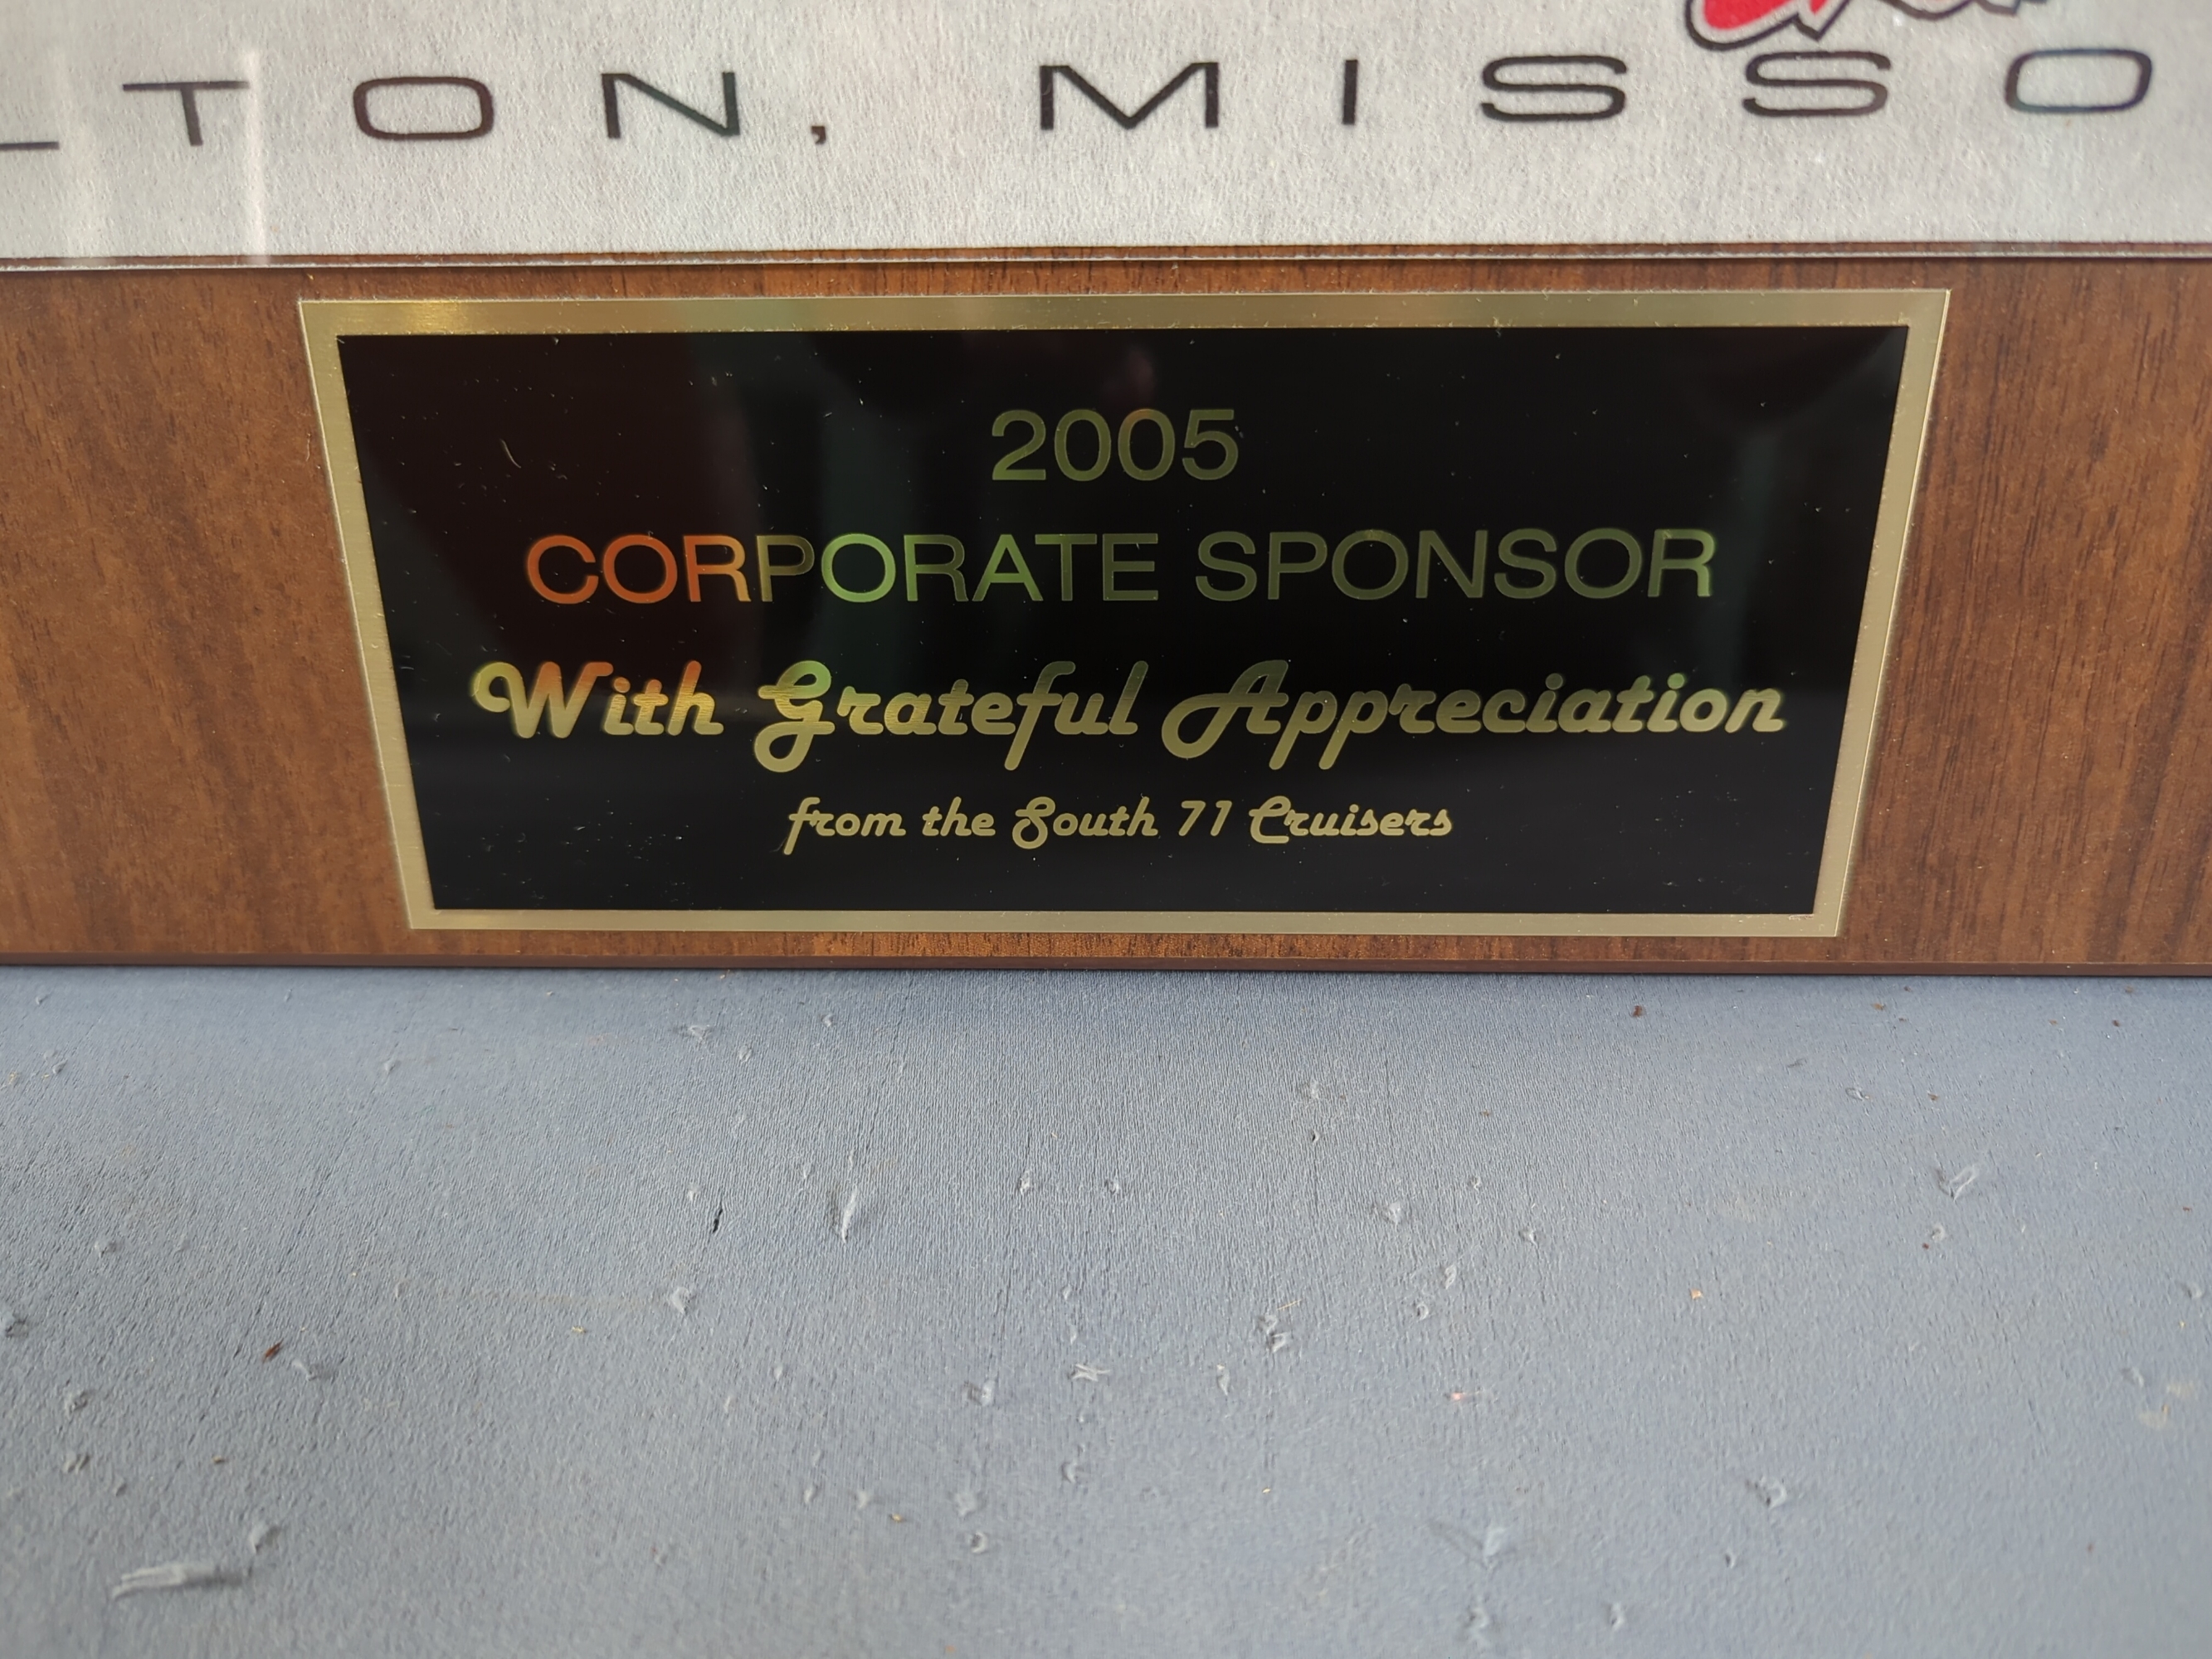 LTON, MISSO
2005
CORPORATE SPONSOR
With Grateful Appreciation
from the South 71 Cruisers